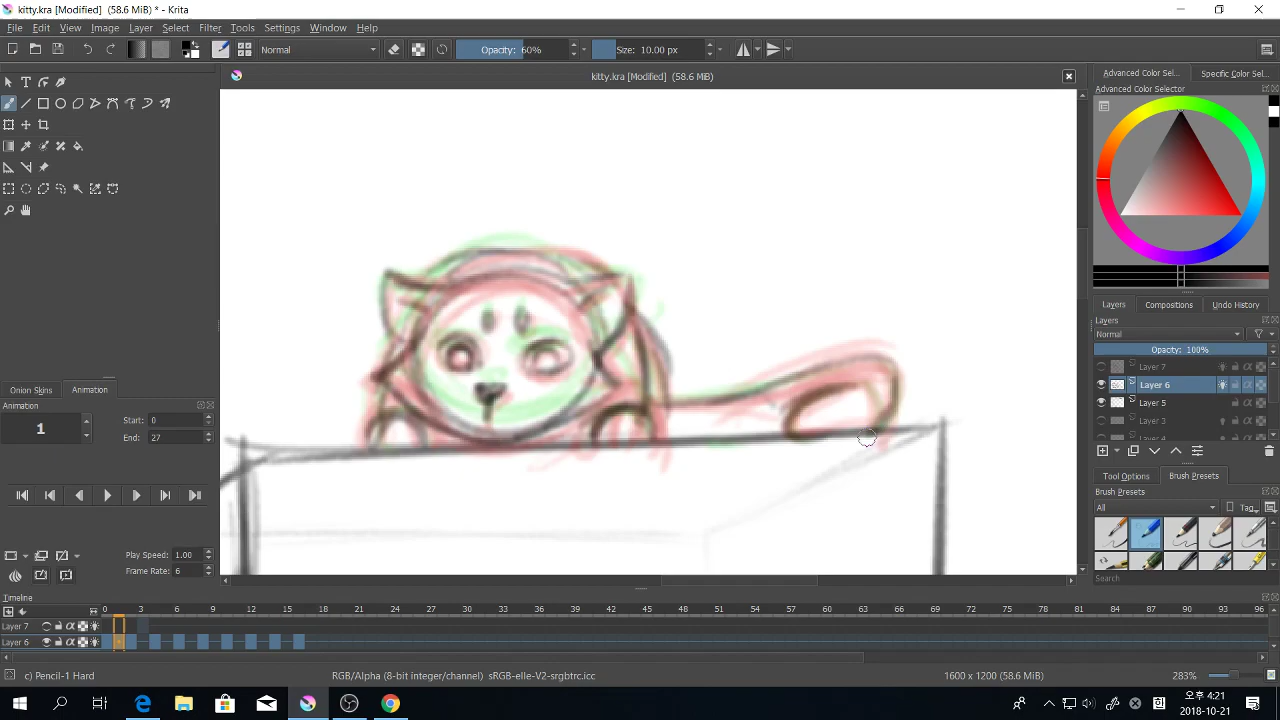 kitty.kra [Modified] (58.6 MiB) * - Krita
File Edit View Image Layer Select Filter Tools Settings Window Help
Normal Opacity: 60% Size: 10.00 px
kitty.kra [Modified] (58.6 MiB)
Advanced Color Sel... Specific Color Sel...
Advanced Color Selector
Layers Compositions Undo History
Layers
Normal
Opacity: 100%
Layer 7
Layer 6
Layer 5
Layer 3
Layer 4
Onion Skins Animation
Animation
1
Start: 0
End: 27
Play Speed: 1.00
Frame Rate: 6
Tool Options Brush Presets
Brush Presets
All Tag
Search
Timeline
0 3 6 9 12 15 18 21 24 27 30 33 36 39 42 45 48 51 54 57 60 63 66 69 72 75 78 81 84 87 90 93 96
Layer 7
Layer 6
c) Pencil-1 Hard
RGB/Alpha (8-bit integer/channel) sRGB-elle-V2-srgbtrc.icc
1600 x 1200 (58.6 MiB)
283%
오후 4:21
2018-10-21